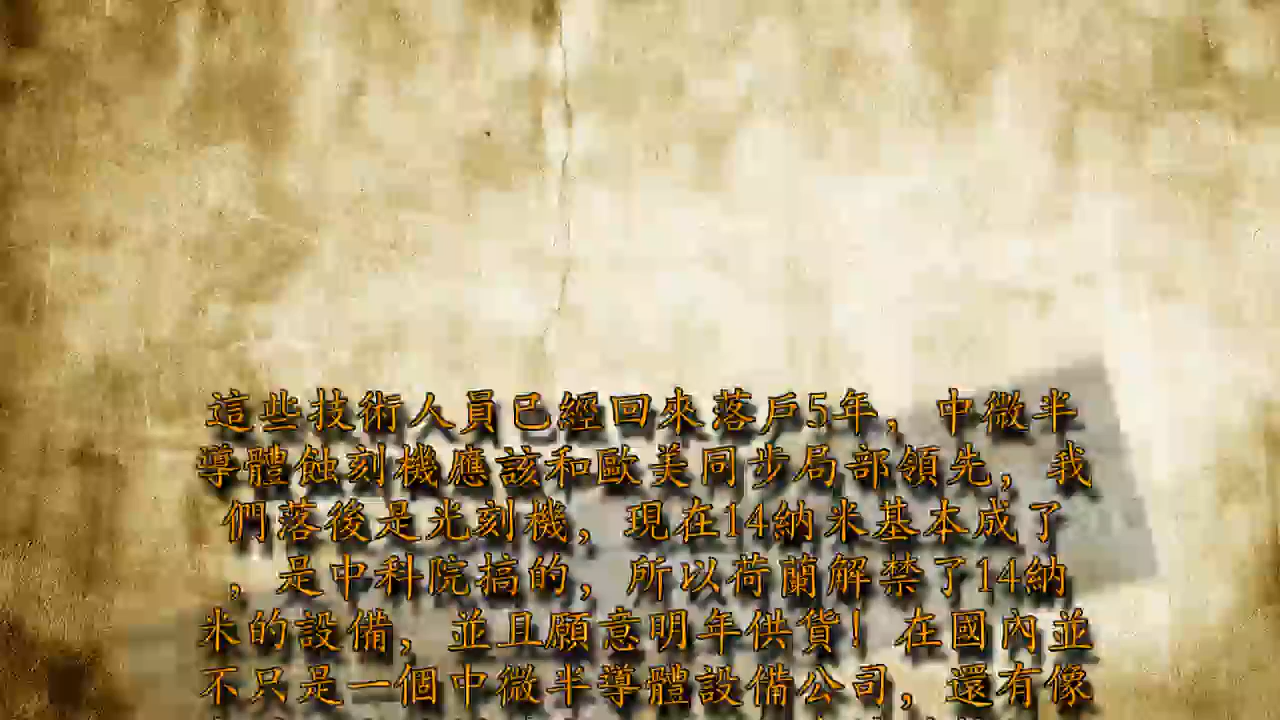 這些技術人員已經回來落戶5年，中微半
導體蝕刻機應該和歐美同步局部領先，我
們落後是光刻機，現在14納米基本成了
，是中科院搞的，所以荷蘭解禁了14納
米的設備，並且願意明年供貨！在國內並
不只是一個中微半導體設備公司，還有像